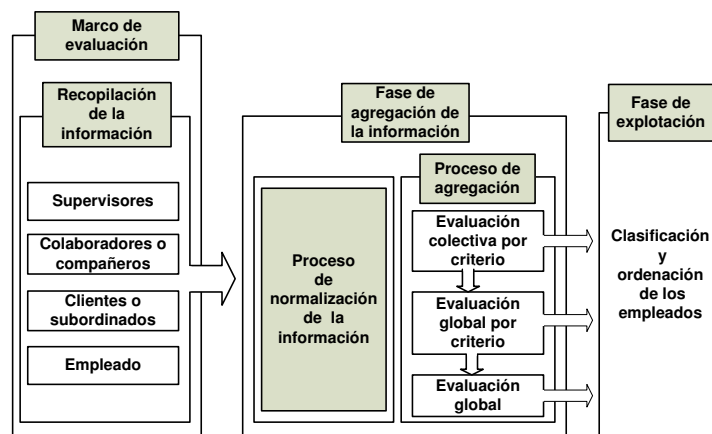 Marco de
evaluación
Recopilación
de la
información
Supervisores
Colaboradores o
compañeros
Clientes o
subordinados
Empleado
Fase de
agregación de
la información
Proceso
de
normalización
de la
información
Proceso de
agregación
Evaluación
colectiva por
criterio
Evaluación
global por
criterio
Evaluación
global
Fase de
explotación
Clasificación
y
ordenación
de los
empleados